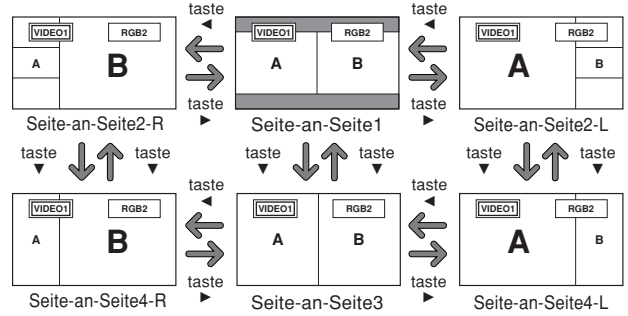 taste taste
◀ ◀
VIDEO1 RGB2 VIDEO1 RGB2 VIDEO1 RGB2
A B A B A B
taste taste
▶ ▶
Seite-an-Seite2-R Seite-an-Seite1 Seite-an-Seite2-L
taste taste taste taste taste taste
▼ ▼ ▼ ▼ ▼ ▼
taste taste
◀ ◀
VIDEO1 RGB2 VIDEO1 RGB2 VIDEO1 RGB2
A B A B A B
taste taste
▶ ▶
Seite-an-Seite4-R Seite-an-Seite3 Seite-an-Seite4-L